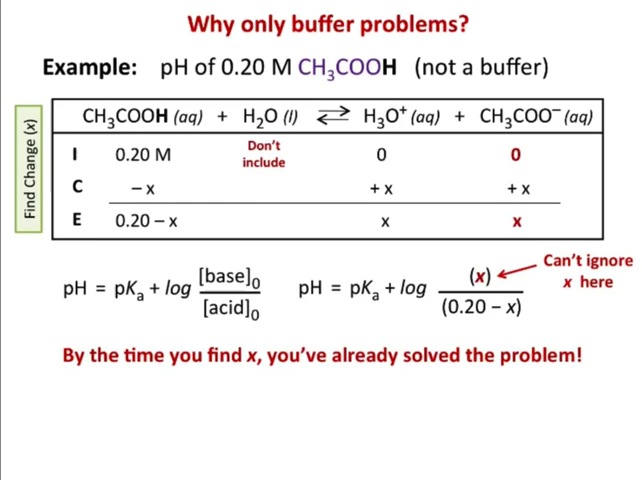 Why only buffer problems?
Example: pH of 0.20 M CH₃COOH (not a buffer)
Find Change (x)
CH₃COOH (aq) + H₂O (l) ⇄ H₃O⁺ (aq) + CH₃COO⁻ (aq)
I 0.20 M Don't include 0 0
C – x + x + x
E 0.20 – x x x
pH = pKₐ + log [base]₀ / [acid]₀
pH = pKₐ + log (x) / (0.20 – x)
Can't ignore
x here
By the time you find x, you've already solved the problem!